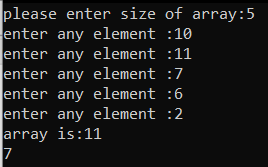 please enter size of array:5
enter any element :10
enter any element :11
enter any element :7
enter any element :6
enter any element :2
array is:11
7